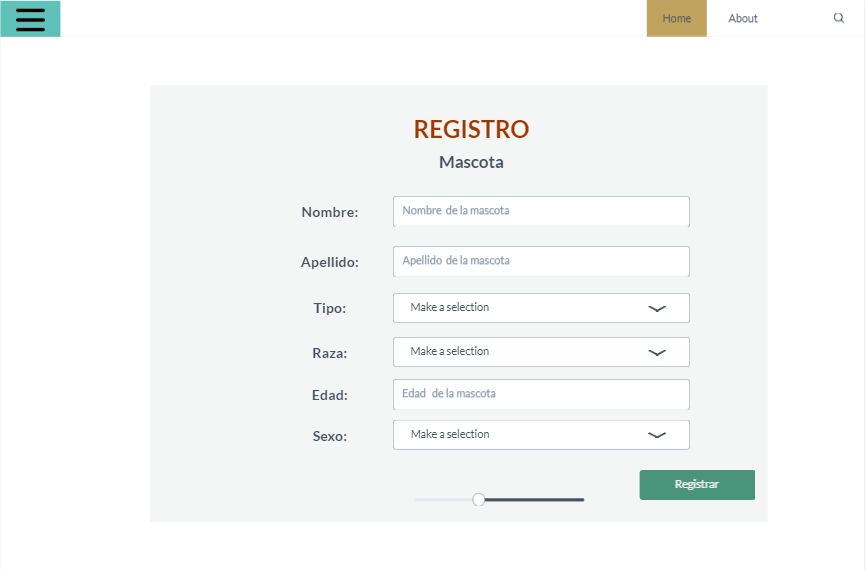 Home About
REGISTRO
Mascota
Nombre: Nombre de la mascota
Apellido: Apellido de la mascota
Tipo: Make a selection
Raza: Make a selection
Edad: Edad de la mascota
Sexo: Make a selection
Registrar